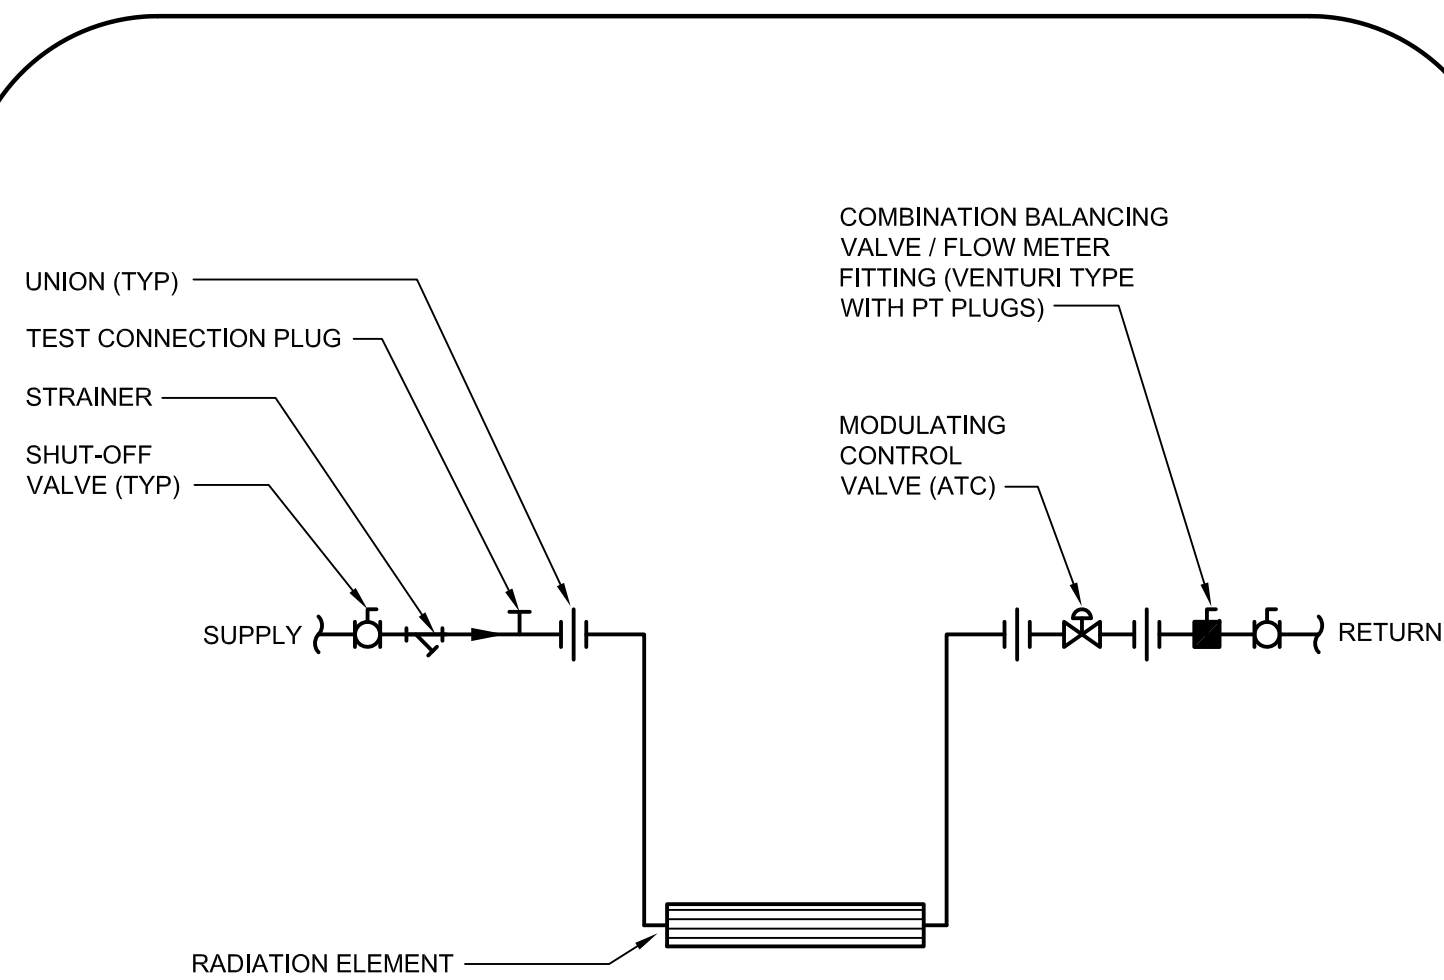 COMBINATION BALANCING
VALVE / FLOW METER
FITTING (VENTURI TYPE
WITH PT PLUGS)
UNION (TYP)
TEST CONNECTION PLUG
STRAINER
SHUT-OFF
VALVE (TYP)
MODULATING
CONTROL
VALVE (ATC)
SUPPLY
RETURN
RADIATION ELEMENT